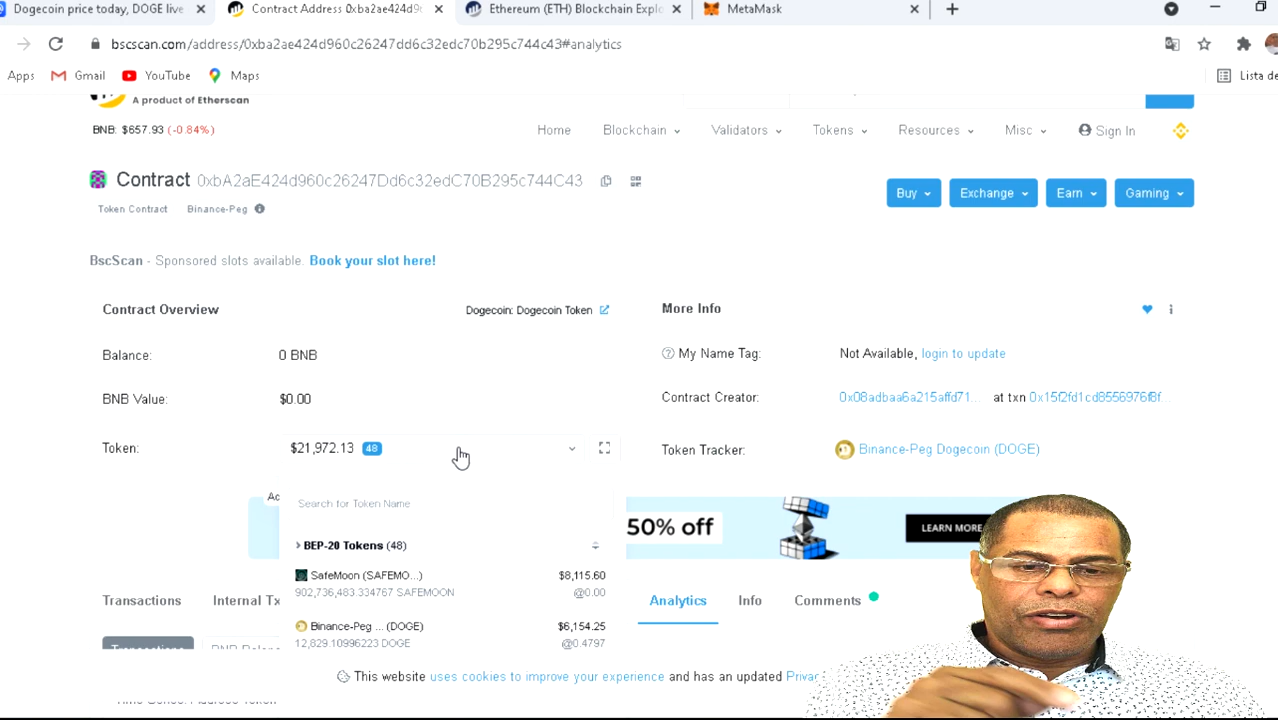 Dogecoin price today, DOGE live
Contract Address 0xba2ae424d9
Ethereum (ETH) Blockchain Explo
MetaMask
bscscan.com/address/0xba2ae424d960c26247dd6c32edc70b295c744c43#analytics
Apps Gmail YouTube Maps Lista de
A product of Etherscan
BNB: $657.93 (-0.84%)
Home Blockchain Validators Tokens Resources Misc Sign In
Contract 0xbA2aE424d960c26247Dd6c32edC70B295c744C43
Buy Exchange Earn Gaming
Token Contract Binance-Peg
BscScan - Sponsored slots available. Book your slot here!
Contract Overview
Dogecoin: Dogecoin Token
Balance: 0 BNB
BNB Value: $0.00
Token: $21,972.13 48
More Info
My Name Tag: Not Available, login to update
Contract Creator: 0x08adbaa6a215affd71... at txn 0x15f2fd1cd8556976f8f..
Token Tracker: Binance-Peg Dogecoin (DOGE)
Search for Token Name
BEP-20 Tokens (48)
SafeMoon (SAFEMO...) $8,115.60
902,736,483.334767 SAFEMOON @0.00
Binance-Peg ... (DOGE) $6,154.25
12,829.10996223 DOGE @0.4797
50% off
LEARN MORE
Transactions Internal Tx Analytics Info Comments
This website uses cookies to improve your experience and has an updated Priva